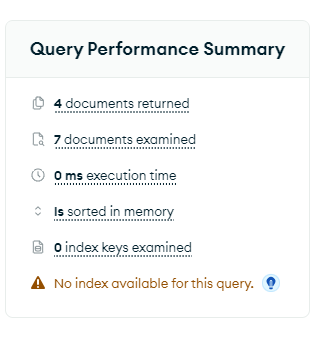 Query Performance Summary
4 documents returned
7 documents examined
0 ms execution time
Is sorted in memory
0 index keys examined
No index available for this query.